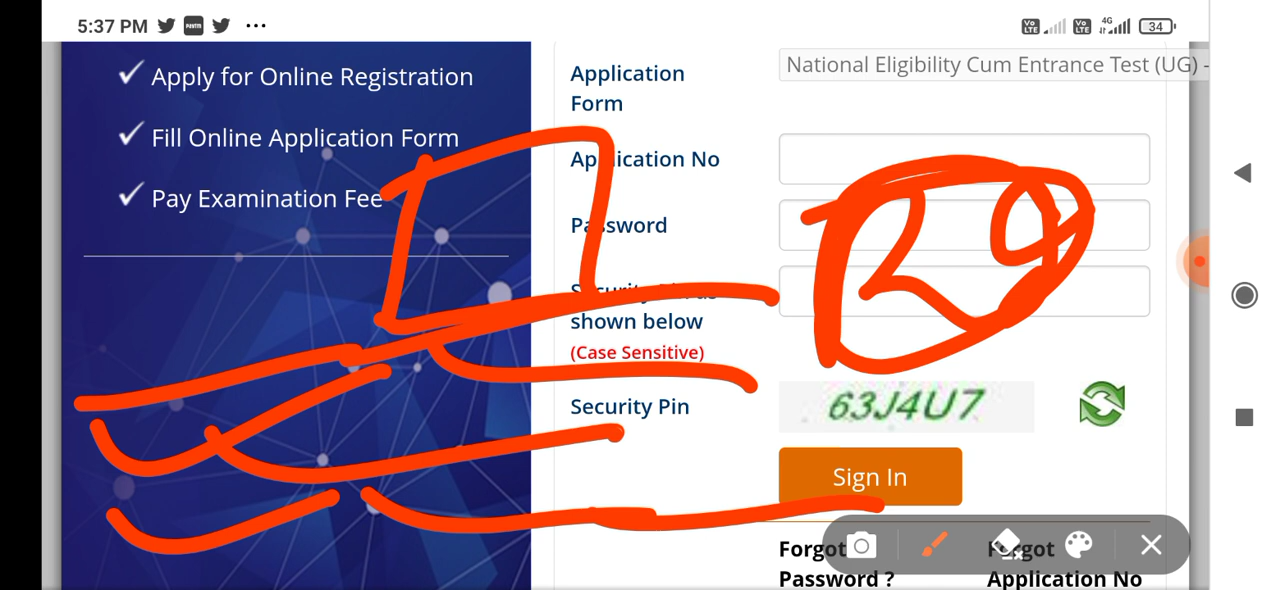 5:37 PM
4G
34
Apply for Online Registration
Fill Online Application Form
Pay Examination Fee
Application
Form
National Eligibility Cum Entrance Test (UG) -
Application No
Password
shown below
(Case Sensitive)
Security Pin
63J4U7
Sign In
Forgot
Password ?
Forgot
Application No